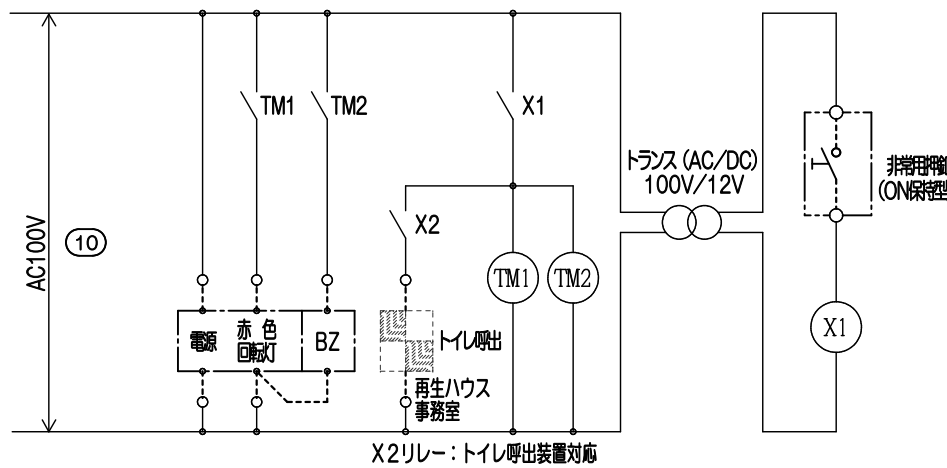 AC100V
10
TM1
TM2
X1
X2
トランス(AC/DC)
100V/12V
非常用押釦
(ON保持型
TM1
TM2
X1
電源
赤色
回転灯
BZ
トイレ呼出
再生ハウス
事務室
X2リレー:トイレ呼出装置対応